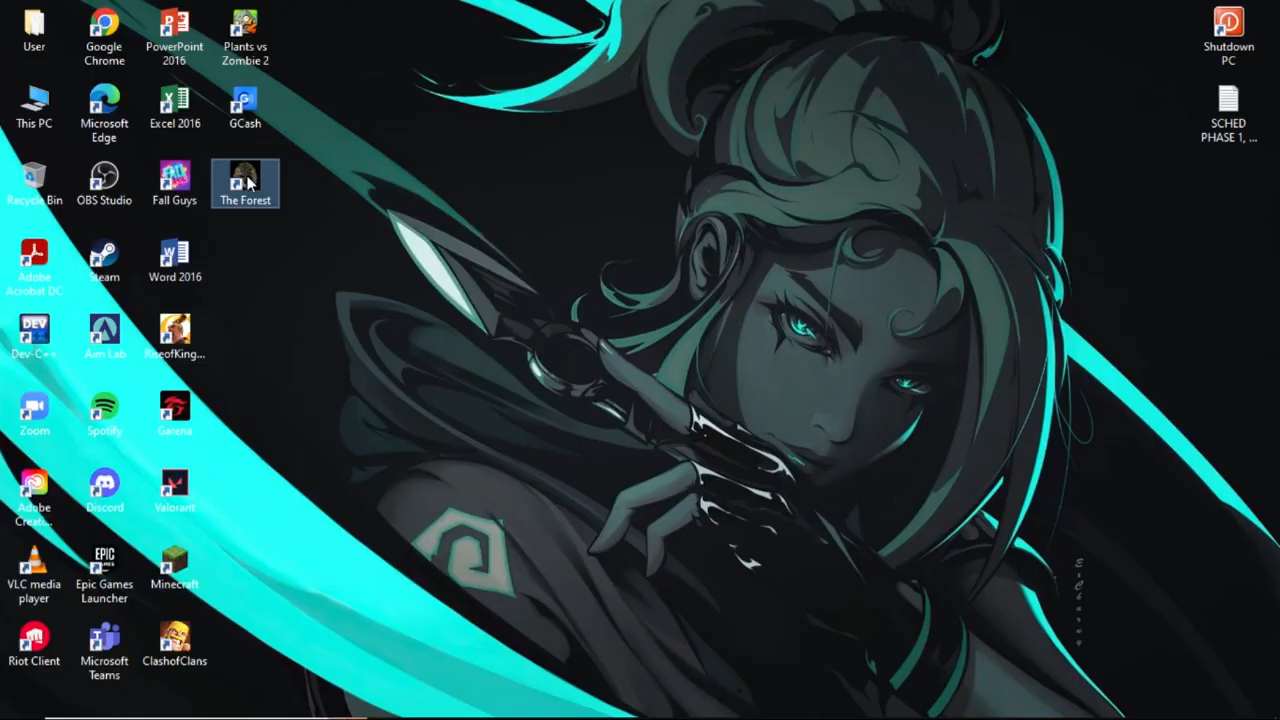 User
Google
Chrome
PowerPoint
2016
Plants vs
Zombie 2
Shutdown
PC
This PC
Microsoft
Edge
Excel 2016
GCash
SCHED
PHASE 1, ...
Recycle Bin
OBS Studio
Fall Guys
The Forest
Adobe
Acrobat DC
Steam
Word 2016
DEV
Dev-C++
Aim Lab
RiseofKing...
Zoom
Spotify
Garena
Adobe
Creati...
Discord
Valorant
VLC media
player
EPIC
GAMES
Epic Games
Launcher
Minecraft
Riot Client
Microsoft
Teams
ClashofClans